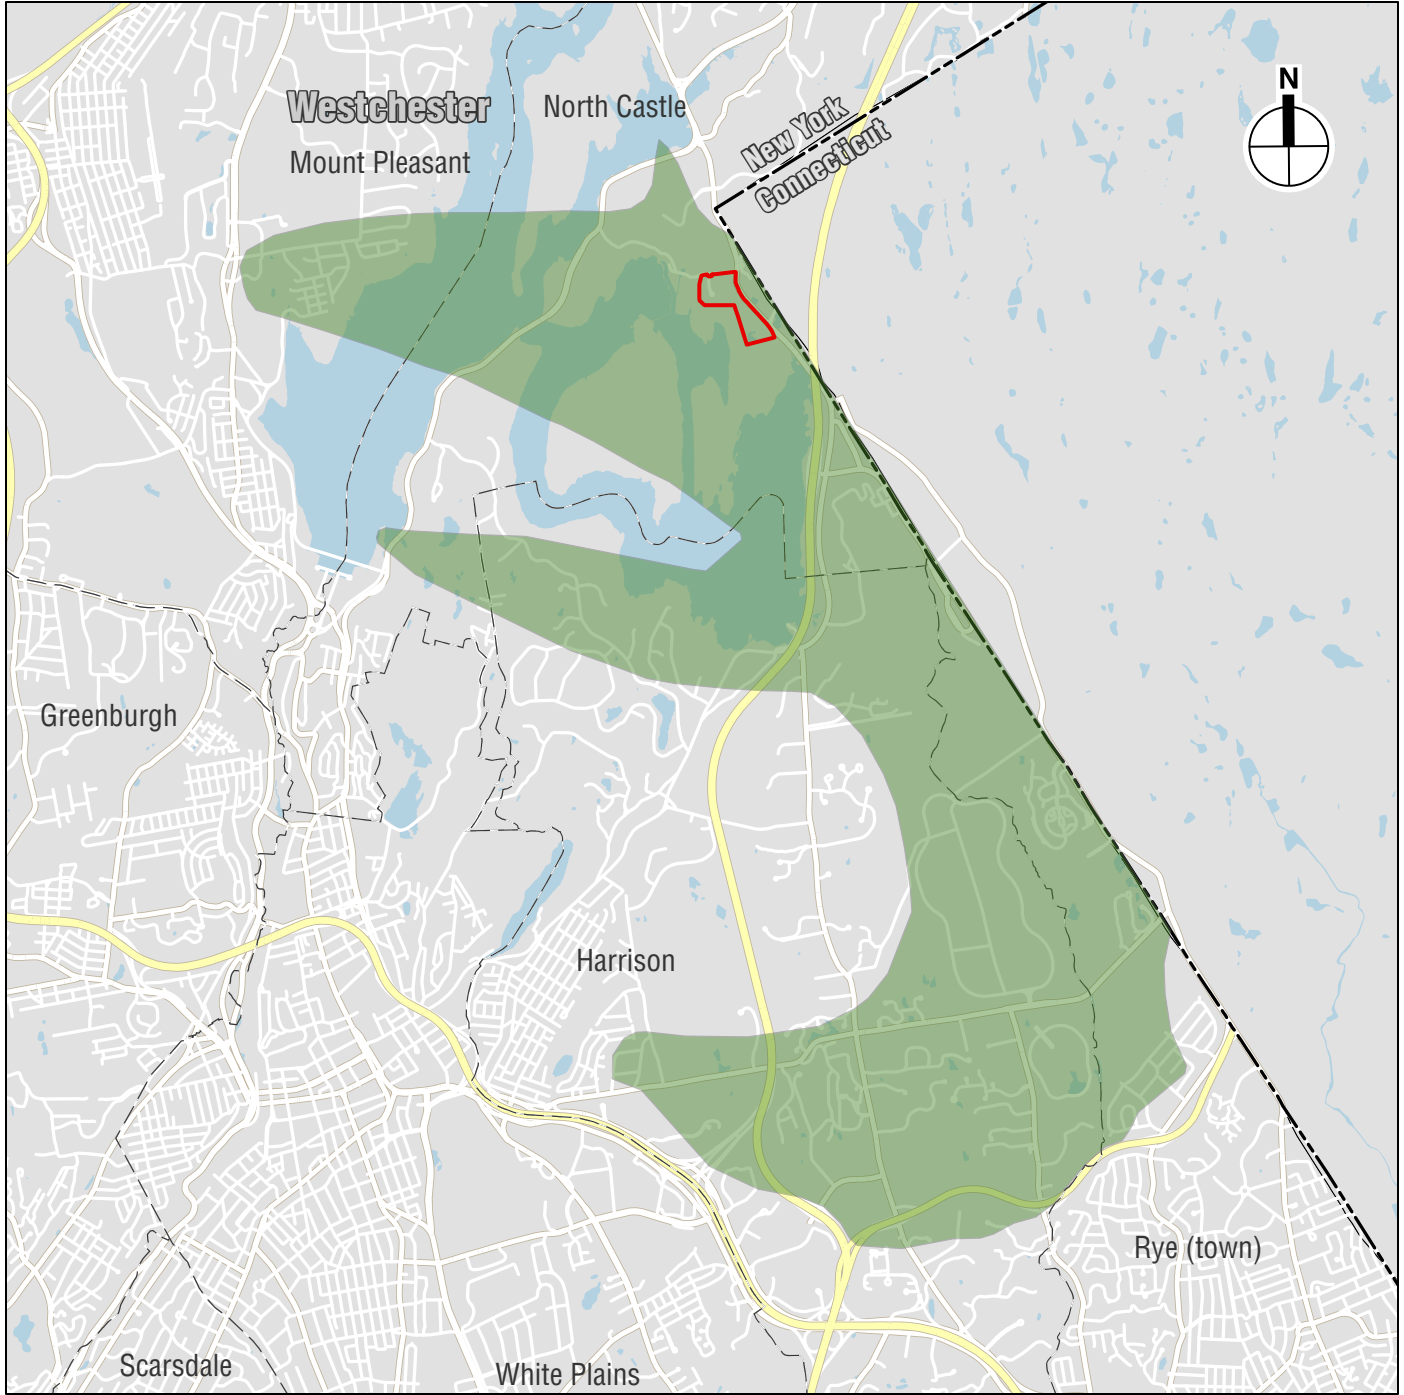 N
Westchester
North Castle
Mount Pleasant
New York
Connecticut
Greenburgh
Harrison
Rye (town)
Scarsdale
White Plains